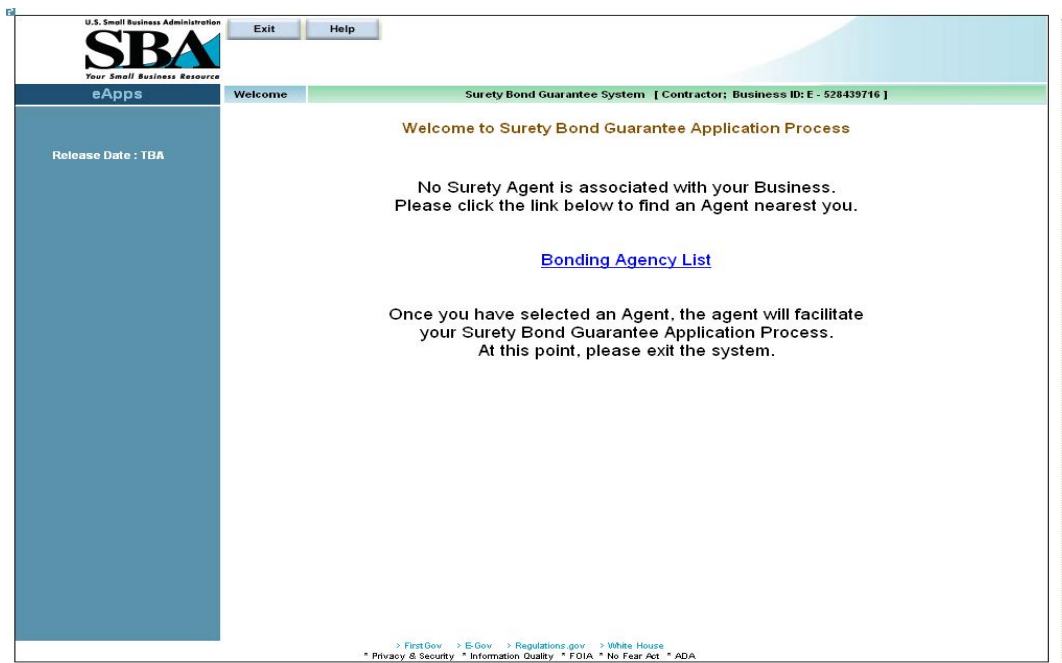 U.S. Small Business Administration
SBA
Your Small Business Resource
Exit Help
eApps
Welcome Surety Bond Guarantee System [ Contractor; Business ID: E - 528439716 ]
Release Date : TBA
Welcome to Surety Bond Guarantee Application Process
No Surety Agent is associated with your Business.
Please click the link below to find an Agent nearest you.
Bonding Agency List
Once you have selected an Agent, the agent will facilitate
your Surety Bond Guarantee Application Process.
At this point, please exit the system.
> FirstGov > E-Gov > Regulations.gov > White House
* Privacy & Security * Information Quality * FOIA * No Fear Act * ADA